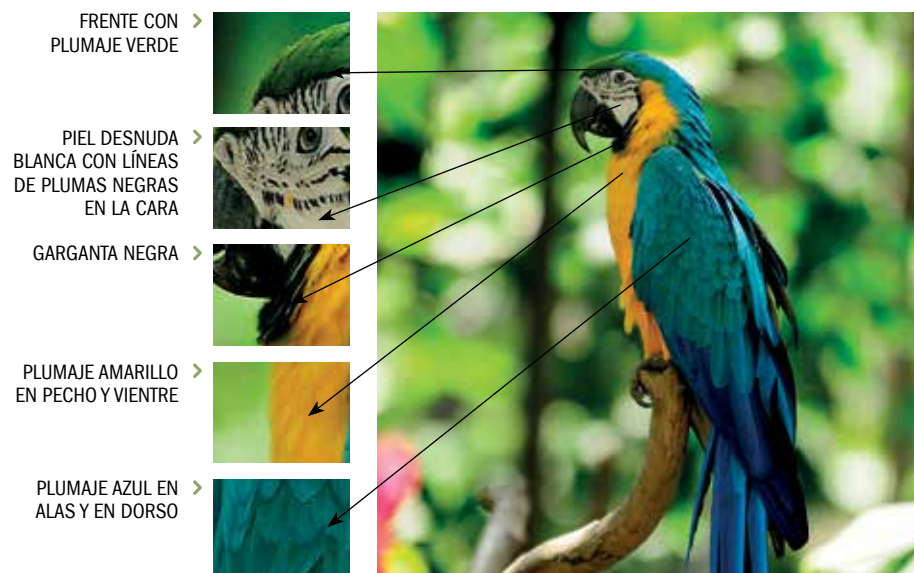 FRENTE CON
PLUMAJE VERDE
PIEL DESNUDA
BLANCA CON LÍNEAS
DE PLUMAS NEGRAS
EN LA CARA
GARGANTA NEGRA
PLUMAJE AMARILLO
EN PECHO Y VIENTRE
PLUMAJE AZUL EN
ALAS Y EN DORSO